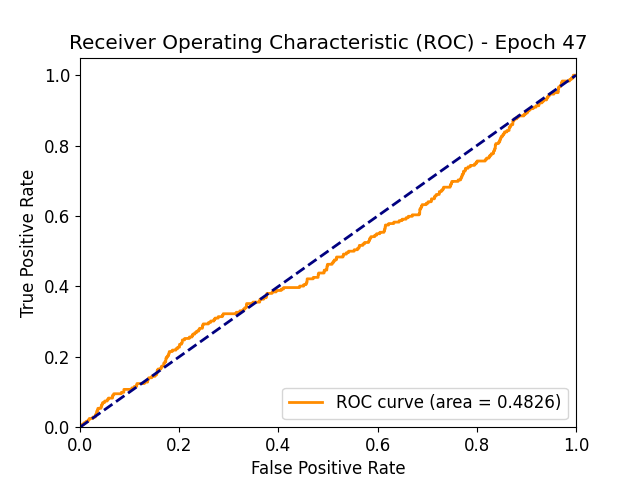 Receiver Operating Characteristic (ROC) - Epoch 47
True Positive Rate
1.0
0.8
0.6
0.4
0.2
0.0
ROC curve (area = 0.4826)
0.0 0.2 0.4 0.6 0.8 1.0
False Positive Rate